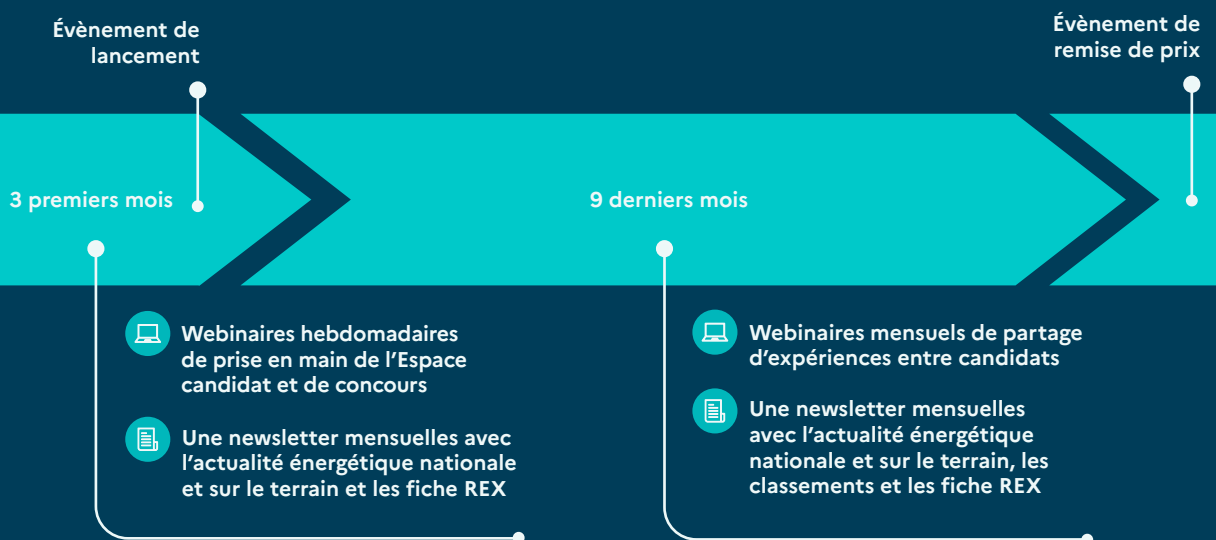 Évènement de
lancement
Évènement de
remise de prix
3 premiers mois
9 derniers mois
Webinaires hebdomadaires
de prise en main de l’Espace
candidat et de concours
Une newsletter mensuelles avec
l’actualité énergétique nationale
et sur le terrain et les fiche REX
Webinaires mensuels de partage
d’expériences entre candidats
Une newsletter mensuelles
avec l’actualité énergétique
nationale et sur le terrain, les
classements et les fiche REX